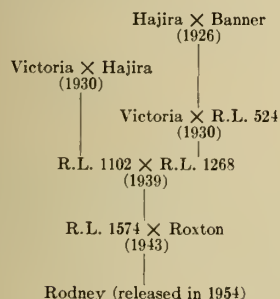 Hajira × Banner
(1926)
Victoria × Hajira
(1930)
Victoria × R.L. 524
(1930)
R.L. 1102 × R.L. 1268
(1939)
R.L. 1574 × Roxton
(1943)
Rodney (released in 1954)